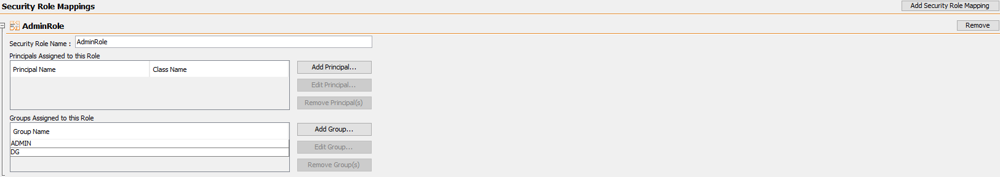 Security Role Mappings
Add Security Role Mapping
AdminRole
Remove
Security Role Name : AdminRole
Principals Assigned to this Role
Principal Name Class Name
Add Principal...
Edit Principal...
Remove Principal(s)
Groups Assigned to this Role
Group Name
Add Group...
ADMIN
Edit Group...
DG
Remove Group(s)